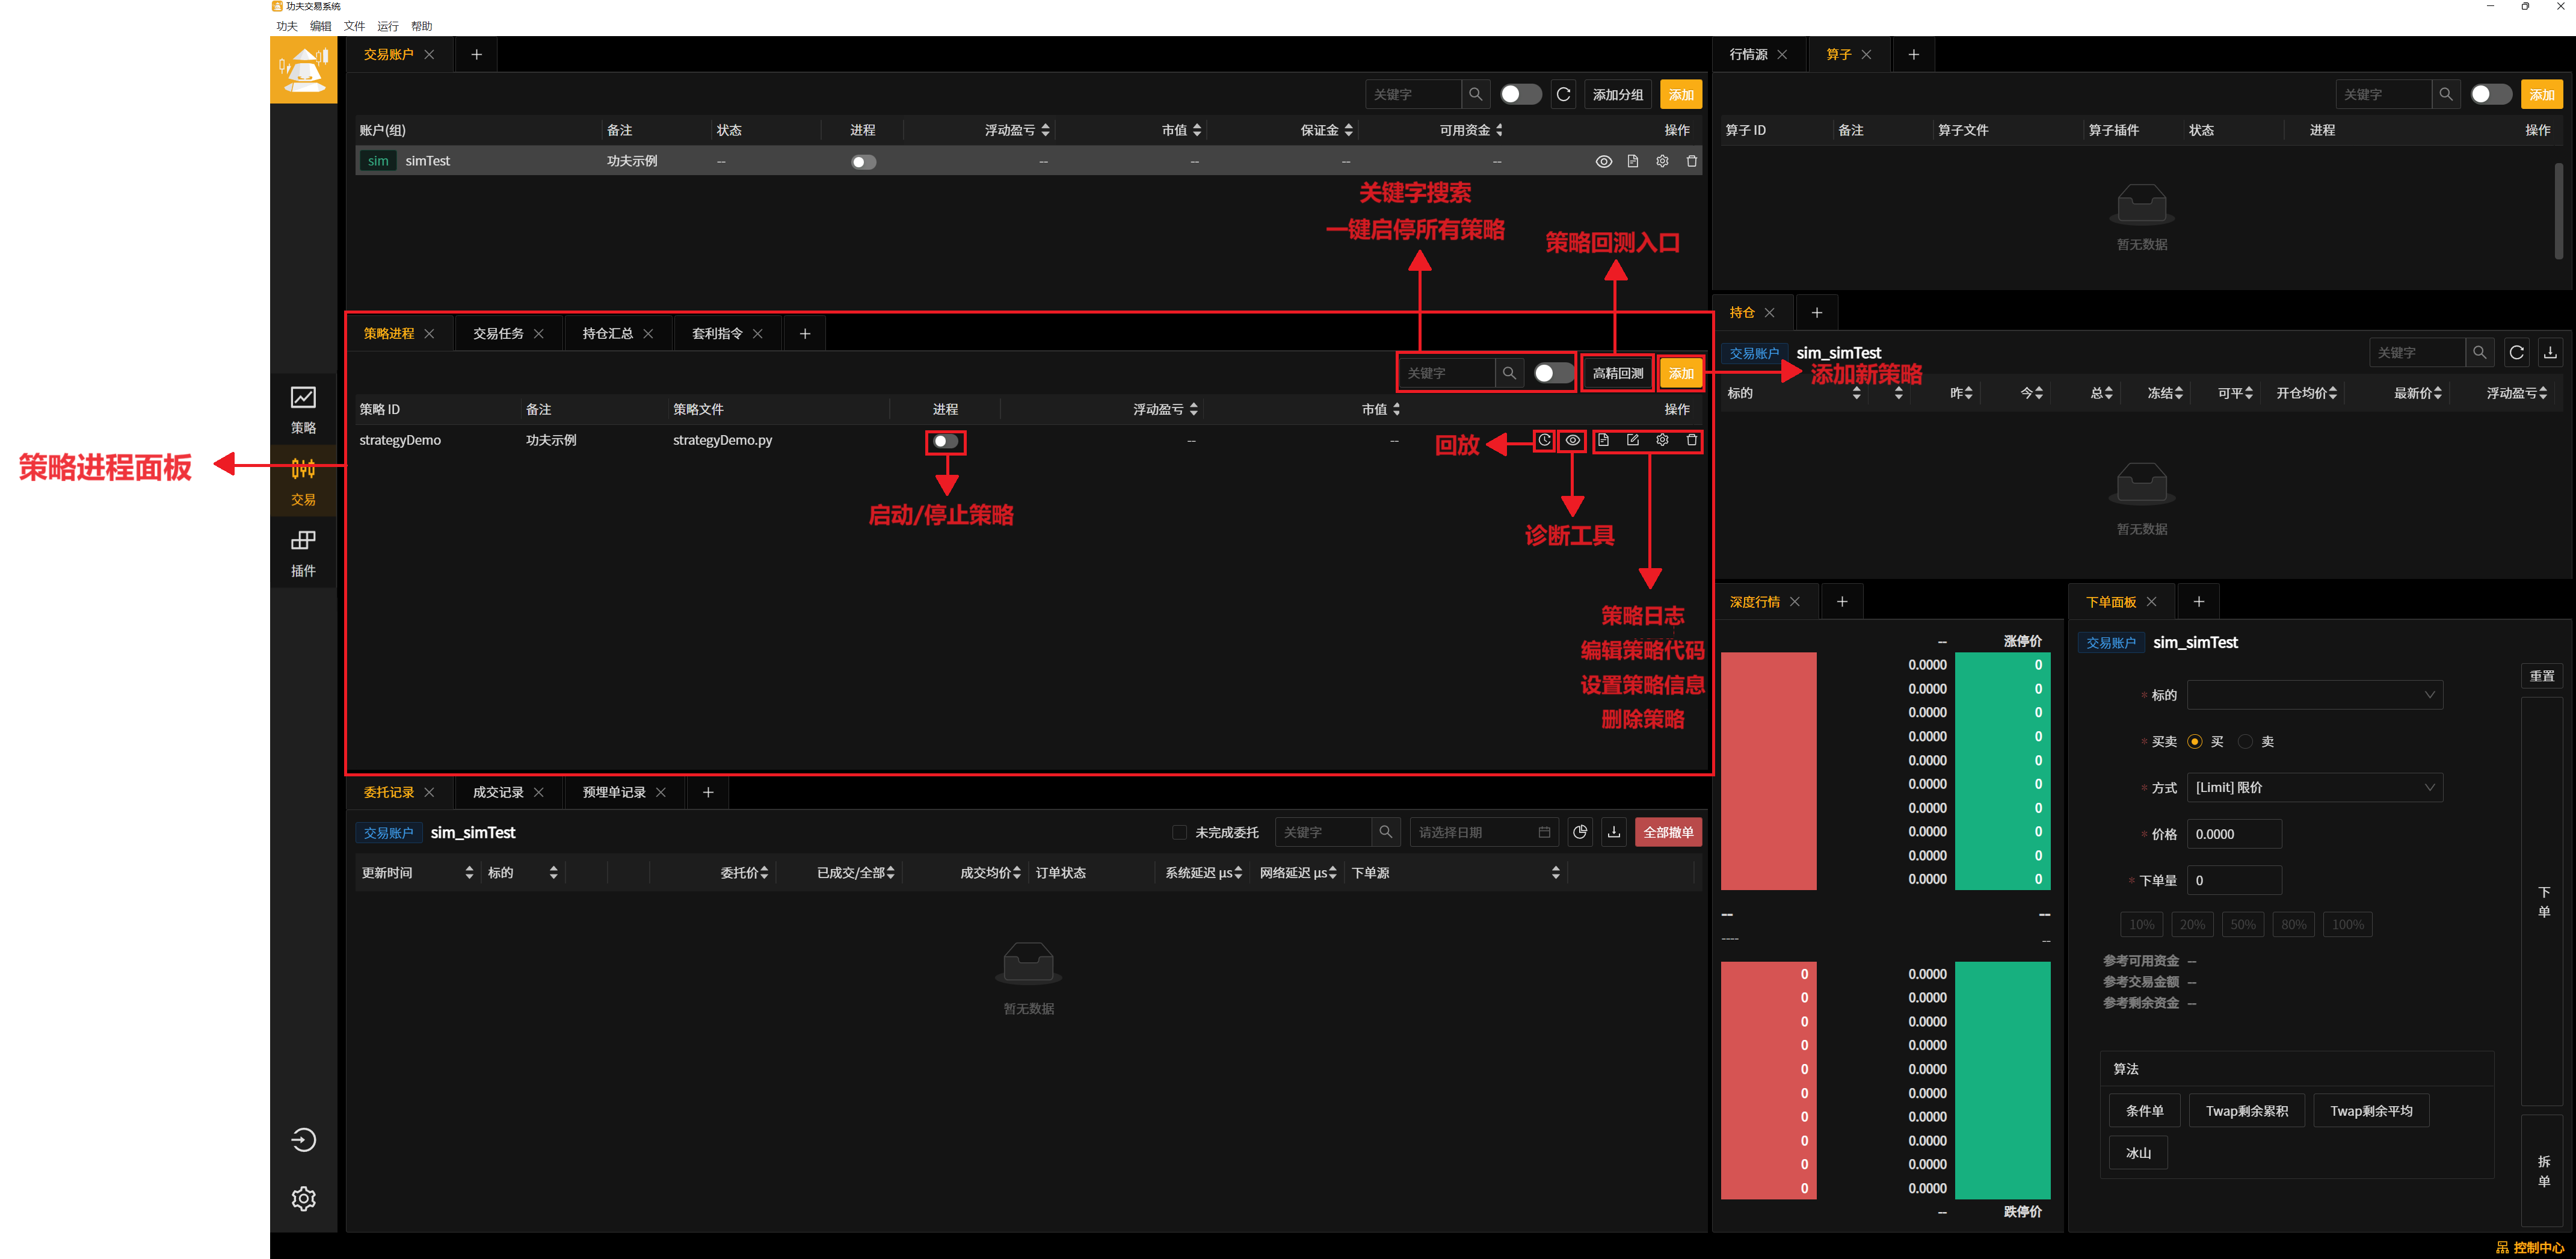 功夫交易系统
功夫 编辑 文件 运行 帮助
交易账户
关键字 添加分组 添加
账户(组) 备注 状态 进程 浮动盈亏 市值 保证金 可用资金 操作
sim simTest 功夫示例 -- -- -- -- --
关键字搜索
一键启停所有策略
策略回测入口
策略进程 交易任务 持仓汇总 套利指令
关键字 高精回测 添加
添加新策略
策略 ID 备注 策略文件 进程 浮动盈亏 市值 操作
strategyDemo 功夫示例 strategyDemo.py -- --
回放
启动/停止策略
诊断工具
策略日志
编辑策略代码
设置策略信息
删除策略
策略进程面板
策略
交易
插件
委托记录 成交记录 预埋单记录
交易账户 sim_simTest 未完成委托 关键字 请选择日期 全部撤单
更新时间 标的 委托价 已成交/全部 成交均价 订单状态 系统延迟 μs 网络延迟 μs 下单源
暂无数据
行情源 算子
关键字 添加
算子 ID 备注 算子文件 算子插件 状态 进程 操作
暂无数据
持仓
交易账户 sim_simTest 关键字
标的 昨 今 总 冻结 可平 开仓均价 最新价 浮动盈亏
暂无数据
深度行情
-- 涨停价
0.0000 0
0.0000 0
0.0000 0
0.0000 0
0.0000 0
0.0000 0
0.0000 0
0.0000 0
0.0000 0
0.0000 0
-- --
---- --
0 0.0000
0 0.0000
0 0.0000
0 0.0000
0 0.0000
0 0.0000
0 0.0000
0 0.0000
0 0.0000
0 0.0000
-- 跌停价
下单面板
交易账户 sim_simTest
重置
* 标的
* 买卖 买 卖
* 方式 [Limit] 限价
* 价格 0.0000
* 下单量 0
10% 20% 50% 80% 100%
参考可用资金 --
参考交易金额 --
参考剩余资金 --
算法
条件单 Twap剩余累积 Twap剩余平均
冰山
下单
拆单
控制中心